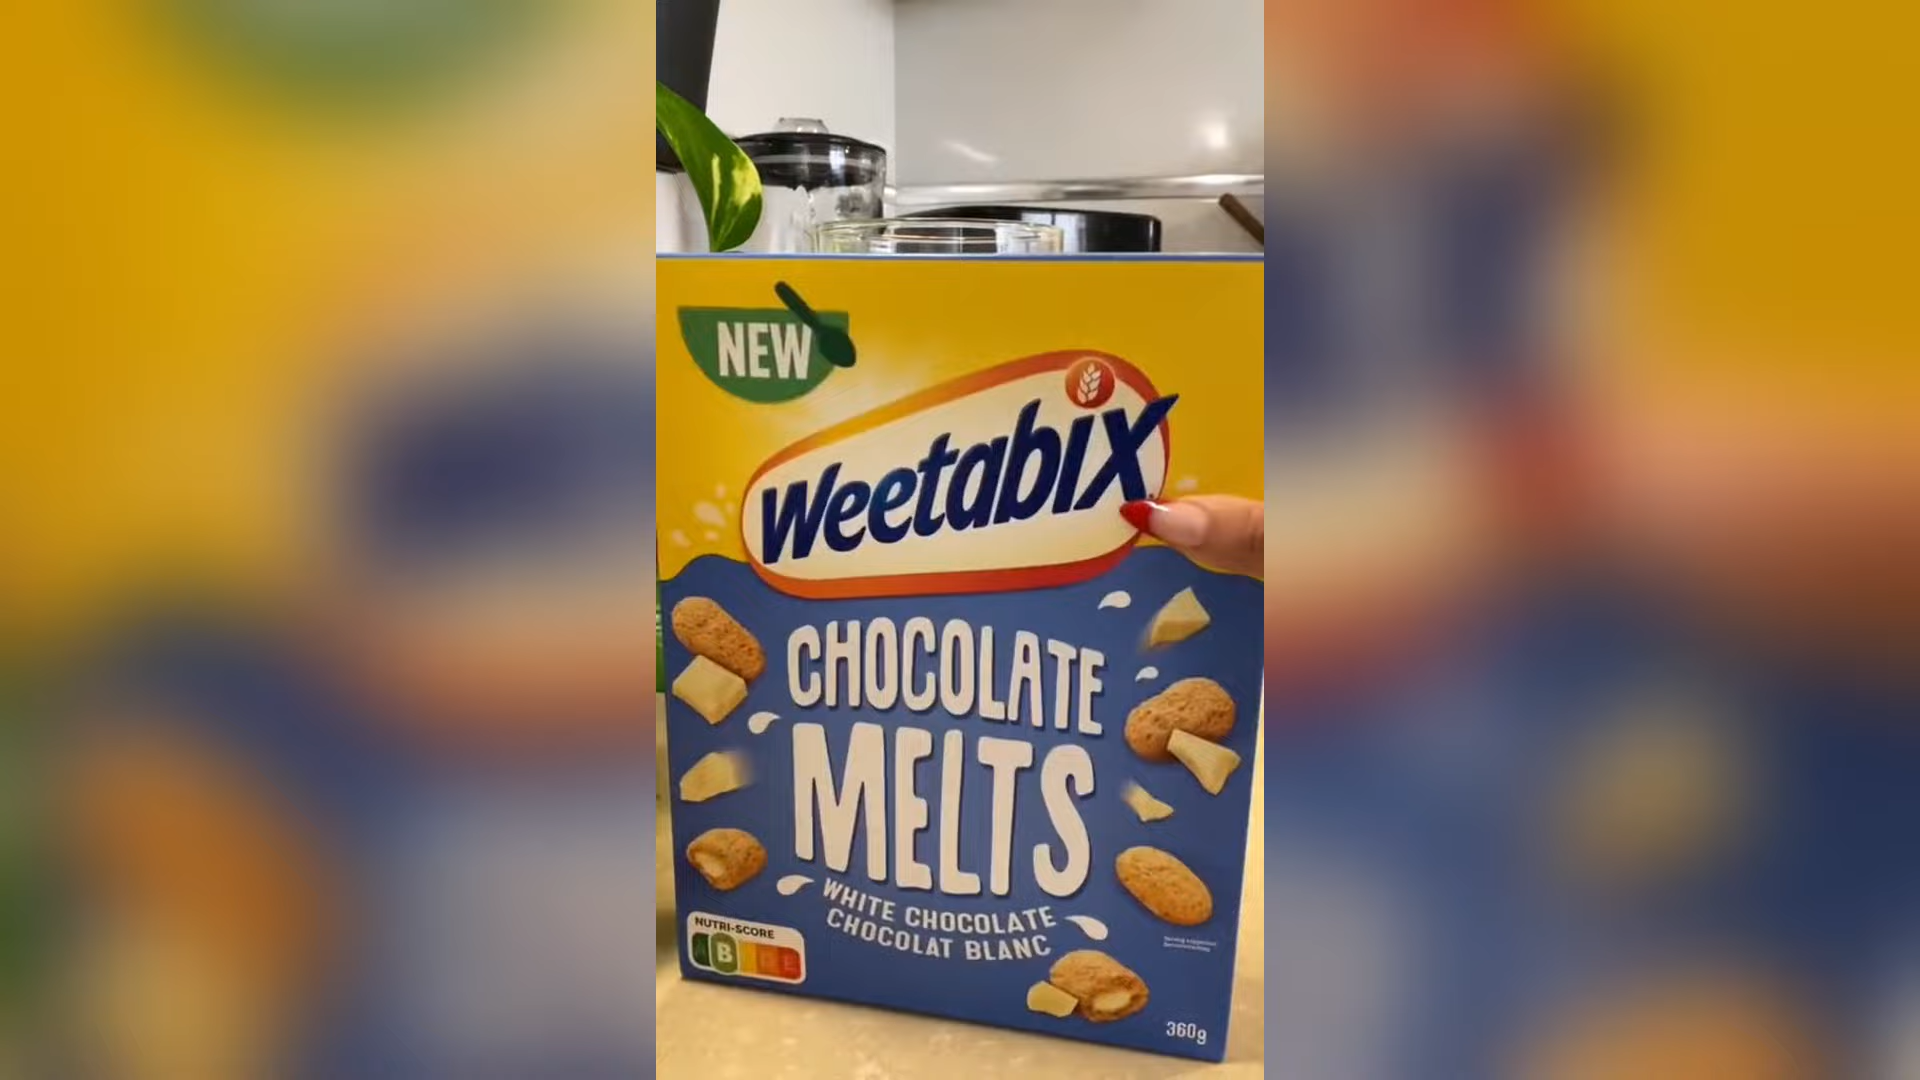 NEW
Weetabix
CHOCOLATE
MELTS
WHITE CHOCOLATE
CHOCOLAT BLANC
NUTRI-SCORE
B
E
360g